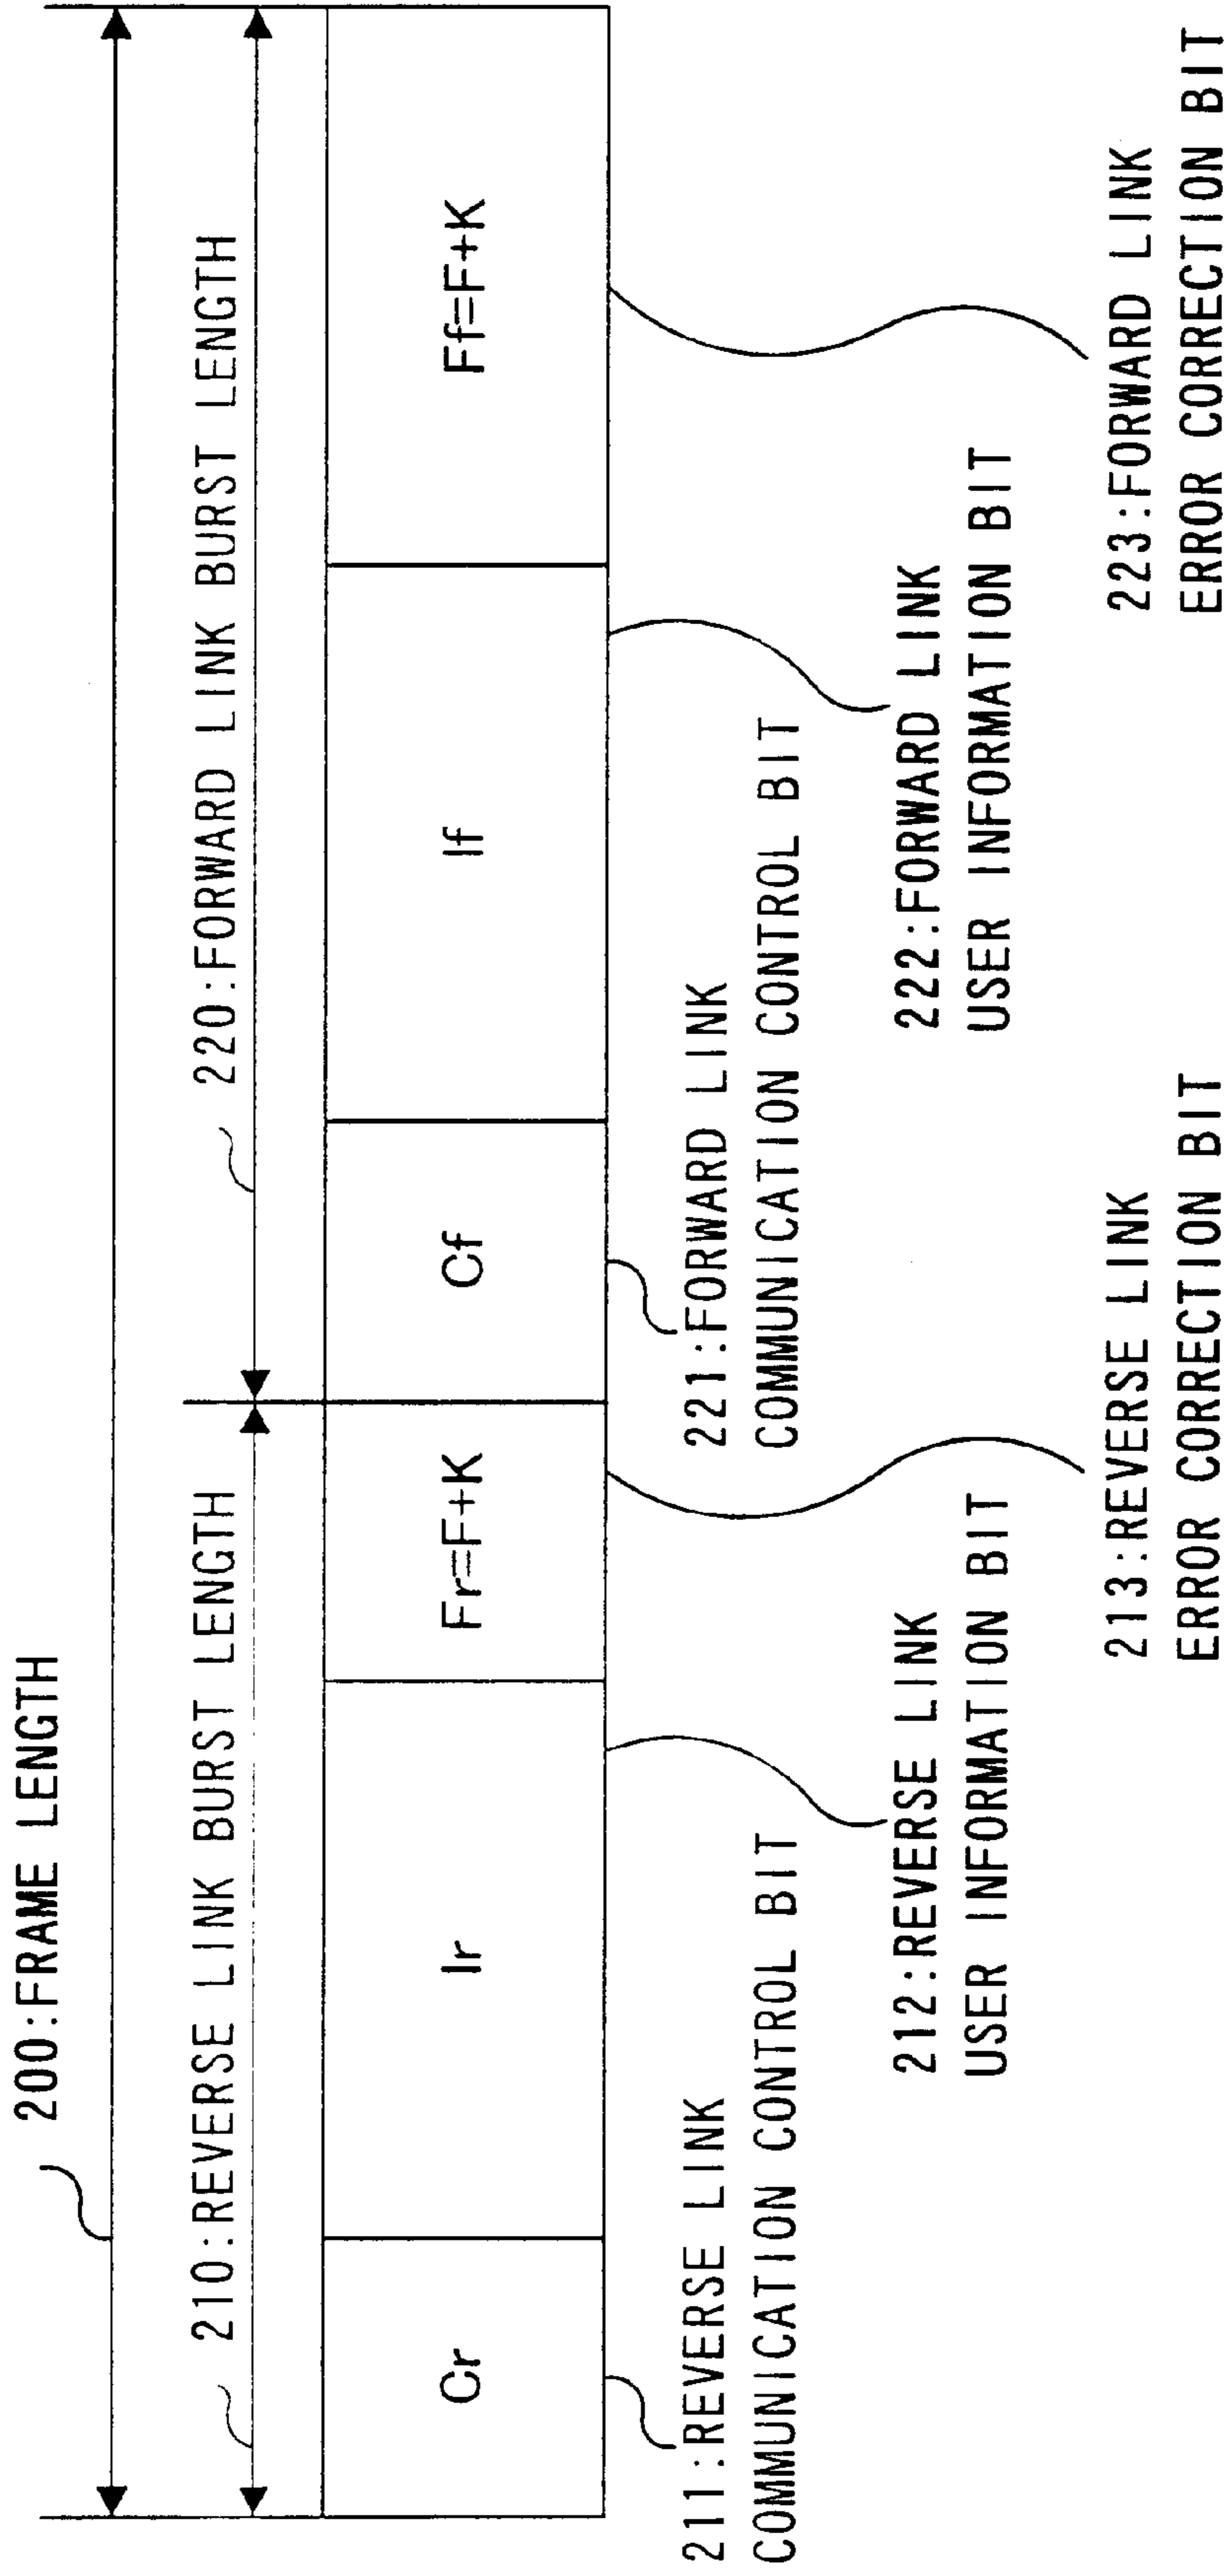 200:FRAME LENGTH
210:REVERSE LINK BURST LENGTH
220:FORWARD LINK BURST LENGTH
Cr
Ir
Fr=F+K
Cf
If
Ff=F+K
211:REVERSE LINK
COMMUNICATION CONTROL BIT
212:REVERSE LINK
USER INFORMATION BIT
213:REVERSE LINK
ERROR CORRECTION BIT
221:FORWARD LINK
COMMUNICATION CONTROL BIT
222:FORWARD LINK
USER INFORMATION BIT
223:FORWARD LINK
ERROR CORRECTION BIT